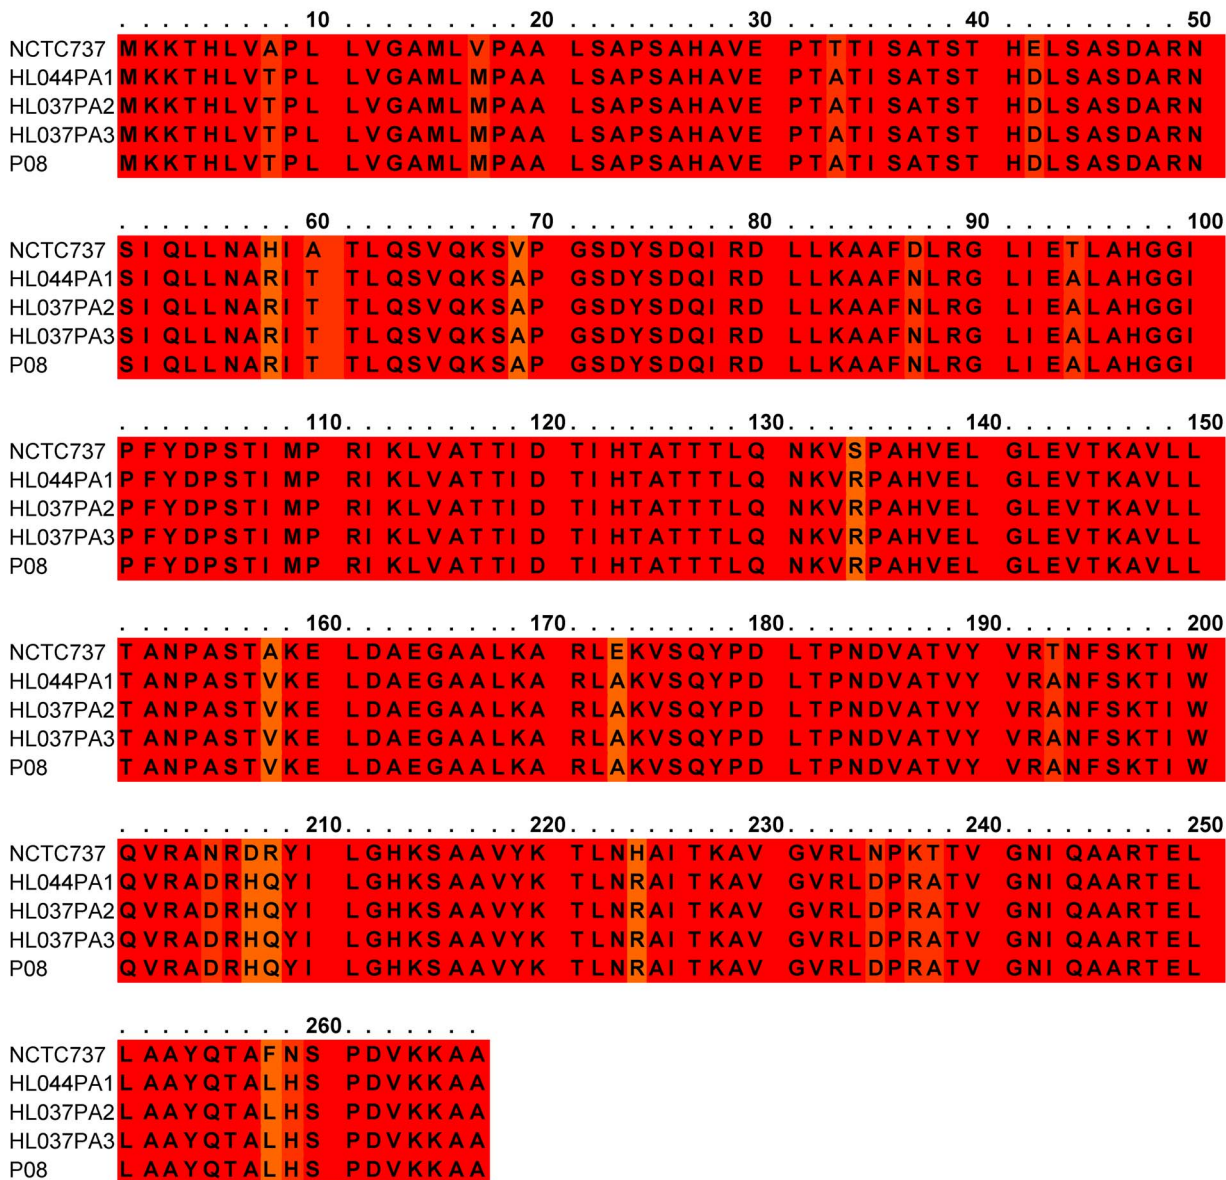 . . . . . . . . 10 . . . . . . . . 20 . . . . . . . . 30 . . . . . . . . 40 . . . . . . . . 50
NCTC737 MKKTHLVAPL LVGAMLVPAA LSAPSAHAVE PTTTISATST HELSASDARN
HL044PA1 MKKTHLVTPL LVGAMLMPAA LSAPSAHAVE PTATISATST HDLSASDARN
HL037PA2 MKKTHLVTPL LVGAMLMPAA LSAPSAHAVE PTATISATST HDLSASDARN
HL037PA3 MKKTHLVTPL LVGAMLMPAA LSAPSAHAVE PTATISATST HDLSASDARN
P08 MKKTHLVTPL LVGAMLMPAA LSAPSAHAVE PTATISATST HDLSASDARN
. . . . . . . . 60 . . . . . . . . 70 . . . . . . . . 80 . . . . . . . . 90 . . . . . . . . 100
NCTC737 SIQLLNAHIA TLQSVQKSVP GSDYSDQIRD LLKAAFDLRG LIETLAHGGI
HL044PA1 SIQLLNARIT TLQSVQKSAP GSDYSDQIRD LLKAAFNLRG LIEALAHGGI
HL037PA2 SIQLLNARIT TLQSVQKSAP GSDYSDQIRD LLKAAFNLRG LIEALAHGGI
HL037PA3 SIQLLNARIT TLQSVQKSAP GSDYSDQIRD LLKAAFNLRG LIEALAHGGI
P08 SIQLLNARIT TLQSVQKSAP GSDYSDQIRD LLKAAFNLRG LIEALAHGGI
. . . . . . . . 110 . . . . . . . . 120 . . . . . . . . 130 . . . . . . . . 140 . . . . . . . . 150
NCTC737 PFYDPSTIMP RIKLVATTID TIHTATTTLQ NKVSPAHVEL GLEVTKAVLL
HL044PA1 PFYDPSTIMP RIKLVATTID TIHTATTTLQ NKVRPAHVEL GLEVTKAVLL
HL037PA2 PFYDPSTIMP RIKLVATTID TIHTATTTLQ NKVRPAHVEL GLEVTKAVLL
HL037PA3 PFYDPSTIMP RIKLVATTID TIHTATTTLQ NKVRPAHVEL GLEVTKAVLL
P08 PFYDPSTIMP RIKLVATTID TIHTATTTLQ NKVRPAHVEL GLEVTKAVLL
. . . . . . . . 160 . . . . . . . . 170 . . . . . . . . 180 . . . . . . . . 190 . . . . . . . . 200
NCTC737 TANPASTAKE LDAEGAALKA RLEKVSQYPD LTPNDVATVY VRTNFSKTIW
HL044PA1 TANPASTVKE LDAEGAALKA RLAKVSQYPD LTPNDVATVY VRANFSKTIW
HL037PA2 TANPASTVKE LDAEGAALKA RLAKVSQYPD LTPNDVATVY VRANFSKTIW
HL037PA3 TANPASTVKE LDAEGAALKA RLAKVSQYPD LTPNDVATVY VRANFSKTIW
P08 TANPASTVKE LDAEGAALKA RLAKVSQYPD LTPNDVATVY VRANFSKTIW
. . . . . . . . 210 . . . . . . . . 220 . . . . . . . . 230 . . . . . . . . 240 . . . . . . . . 250
NCTC737 QVRANRDRYI LGHKSAAVYK TLNHAITKAV GVRLNPKTTV GNIQAARTEL
HL044PA1 QVRADRHQYI LGHKSAAVYK TLNRAITKAV GVRLDPRATV GNIQAARTEL
HL037PA2 QVRADRHQYI LGHKSAAVYK TLNRAITKAV GVRLDPRATV GNIQAARTEL
HL037PA3 QVRADRHQYI LGHKSAAVYK TLNRAITKAV GVRLDPRATV GNIQAARTEL
P08 QVRADRHQYI LGHKSAAVYK TLNRAITKAV GVRLDPRATV GNIQAARTEL
. . . . . . . . 260 . . . . . .
NCTC737 LAAYQTAFNS PDVKKAA
HL044PA1 LAAYQTALHS PDVKKAA
HL037PA2 LAAYQTALHS PDVKKAA
HL037PA3 LAAYQTALHS PDVKKAA
P08 LAAYQTALHS PDVKKAA